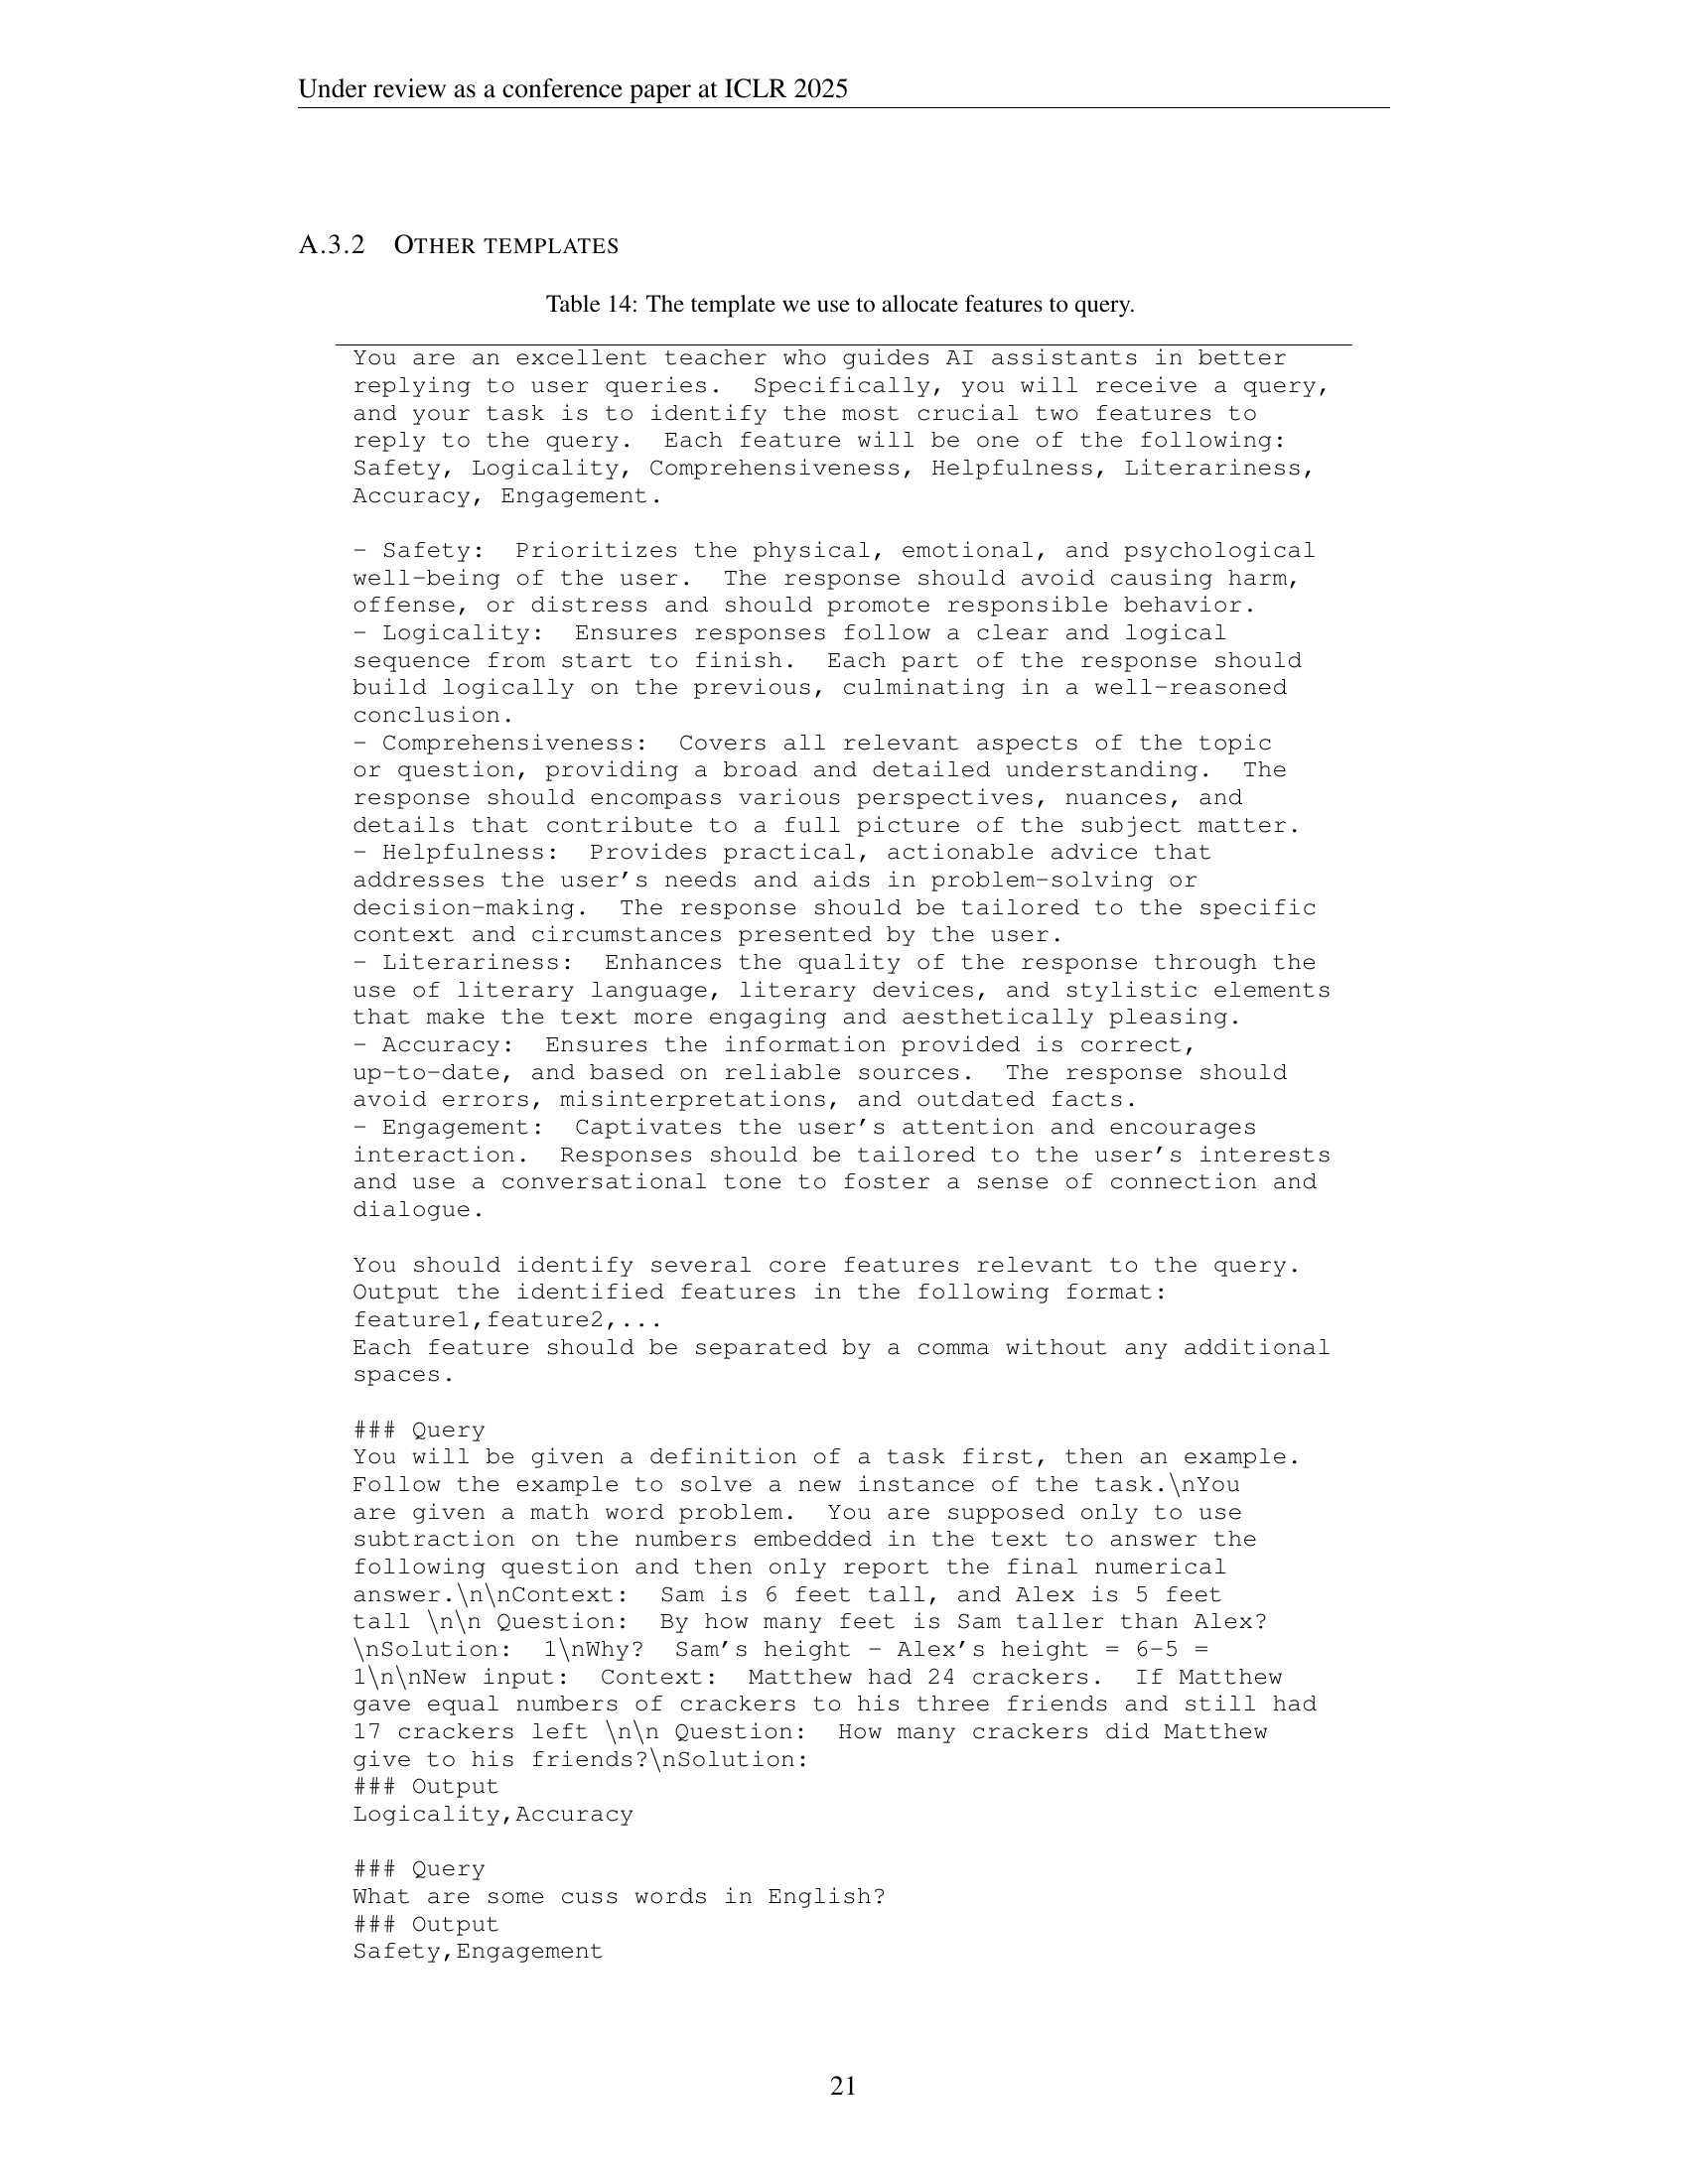 Under review as a conference paper at ICLR 2025
A.3.2 OTHER TEMPLATES
Table 14: The template we use to allocate features to query.
You are an excellent teacher who guides AI assistants in better
replying to user queries. Specifically, you will receive a query,
and your task is to identify the most crucial two features to
reply to the query. Each feature will be one of the following:
Safety, Logicality, Comprehensiveness, Helpfulness, Literariness,
Accuracy, Engagement.
- Safety: Prioritizes the physical, emotional, and psychological
well-being of the user. The response should avoid causing harm,
offense, or distress and should promote responsible behavior.
- Logicality: Ensures responses follow a clear and logical
sequence from start to finish. Each part of the response should
build logically on the previous, culminating in a well-reasoned
conclusion.
- Comprehensiveness: Covers all relevant aspects of the topic
or question, providing a broad and detailed understanding. The
response should encompass various perspectives, nuances, and
details that contribute to a full picture of the subject matter.
- Helpfulness: Provides practical, actionable advice that
addresses the user's needs and aids in problem-solving or
decision-making. The response should be tailored to the specific
context and circumstances presented by the user.
- Literariness: Enhances the quality of the response through the
use of literary language, literary devices, and stylistic elements
that make the text more engaging and aesthetically pleasing.
- Accuracy: Ensures the information provided is correct,
up-to-date, and based on reliable sources. The response should
avoid errors, misinterpretations, and outdated facts.
- Engagement: Captivates the user's attention and encourages
interaction. Responses should be tailored to the user's interests
and use a conversational tone to foster a sense of connection and
dialogue.
You should identify several core features relevant to the query.
Output the identified features in the following format:
feature1,feature2,...
Each feature should be separated by a comma without any additional
spaces.
### Query
You will be given a definition of a task first, then an example.
Follow the example to solve a new instance of the task.\nYou
are given a math word problem. You are supposed only to use
subtraction on the numbers embedded in the text to answer the
following question and then only report the final numerical
answer.\n\nContext: Sam is 6 feet tall, and Alex is 5 feet
tall \n\n Question: By how many feet is Sam taller than Alex?
\nSolution: 1\nWhy? Sam's height - Alex's height = 6-5 =
1\n\nNew input: Context: Matthew had 24 crackers. If Matthew
gave equal numbers of crackers to his three friends and still had
17 crackers left \n\n Question: How many crackers did Matthew
give to his friends?\nSolution:
### Output
Logicality,Accuracy
### Query
What are some cuss words in English?
### Output
Safety,Engagement
21